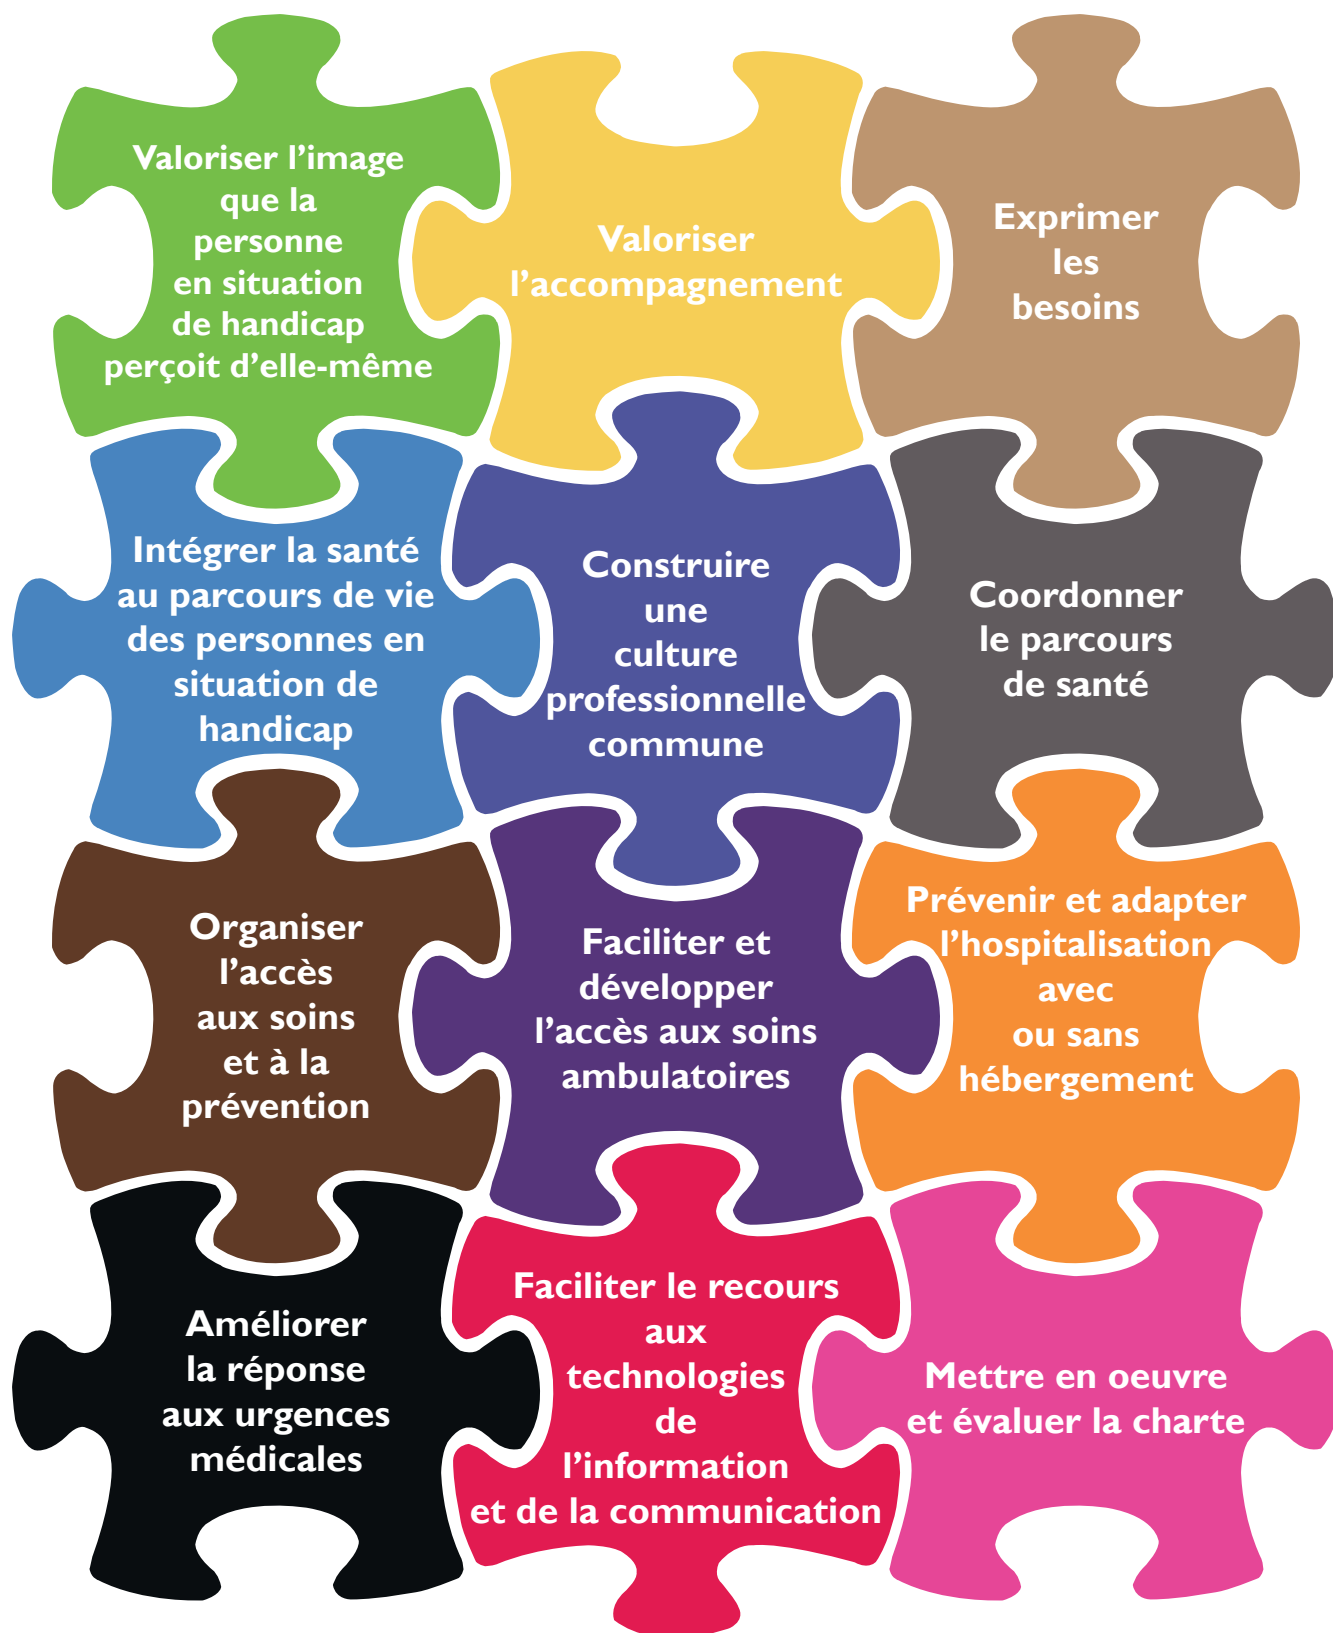 Valoriser l’image
que la
personne
en situation
de handicap
perçoit d’elle-même
Valoriser
l’accompagnement
Exprimer
les
besoins
Intégrer la santé
au parcours de vie
des personnes en
situation de
handicap
Construire
une
culture
professionnelle
commune
Coordonner
le parcours
de santé
Organiser
l’accès
aux soins
et à la
prévention
Faciliter et
développer
l’accès aux soins
ambulatoires
Prévenir et adapter
l’hospitalisation
avec
ou sans
hébergement
Améliorer
la réponse
aux urgences
médicales
Faciliter le recours
aux
technologies
de
l’information
et de la communication
Mettre en oeuvre
et évaluer la charte